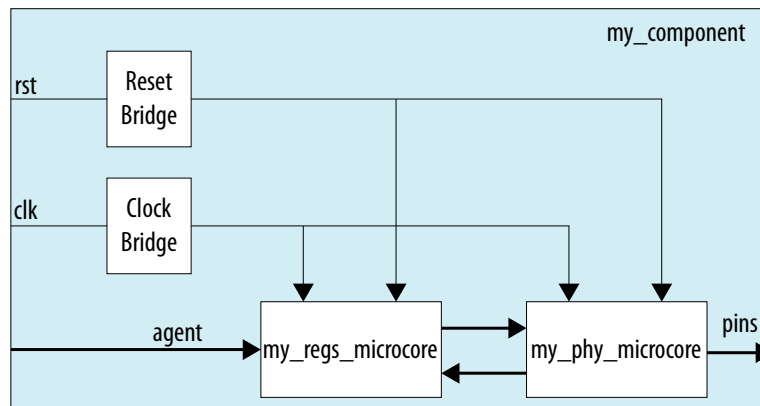 my_component
rst
Reset
Bridge
clk
Clock
Bridge
agent
my_regs_microcore
my_phy_microcore
pins